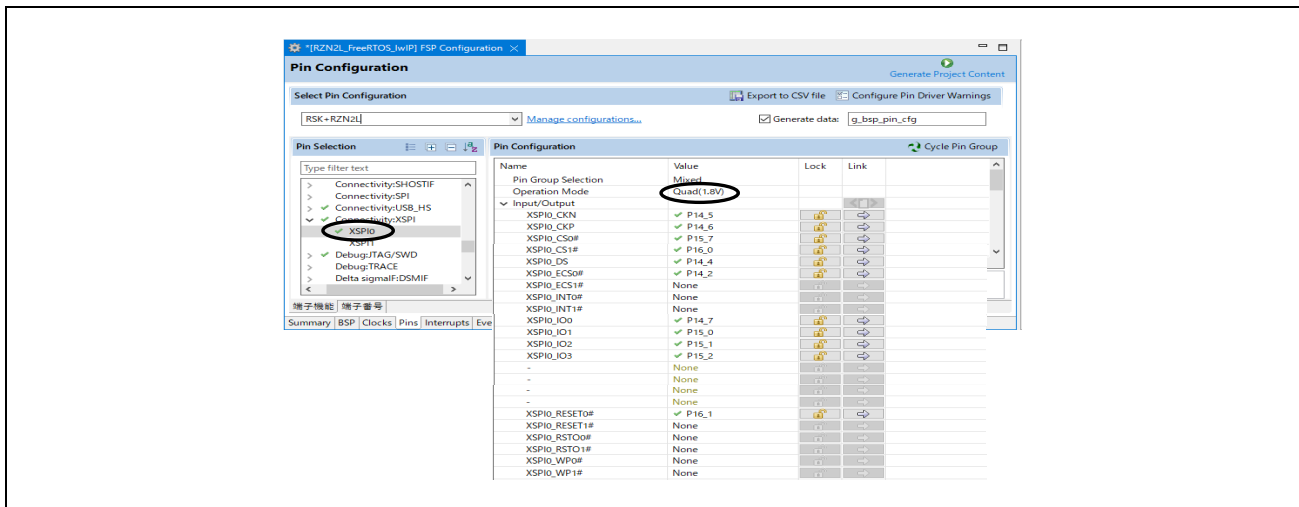 *[RZN2L_FreeRTOS_lwIP] FSP Configuration
Pin Configuration
Generate Project Content
Select Pin Configuration
Export to CSV file Configure Pin Driver Warnings
RSK+RZN2L Manage configurations... Generate data: g_bsp_pin_cfg
Pin Selection
Type filter text
Connectivity:SHOSTIF
Connectivity:SPI
Connectivity:USB_HS
Connectivity:XSPI
XSPI0
XSPI1
Debug:JTAG/SWD
Debug:TRACE
Delta sigmaIF:DSMIF
端子機能 端子番号
Summary BSP Clocks Pins Interrupts Eve
Pin Configuration Cycle Pin Group
Name Value Lock Link
Pin Group Selection Mixed
Operation Mode Quad(1.8V)
Input/Output
XSPI0_CKN P14_5
XSPI0_CKP P14_6
XSPI0_CS0# P15_7
XSPI0_CS1# P16_0
XSPI0_DS P14_4
XSPI0_ECS0# P14_2
XSPI0_ECS1# None
XSPI0_INT0# None
XSPI0_INT1# None
XSPI0_IO0 P14_7
XSPI0_IO1 P15_0
XSPI0_IO2 P15_1
XSPI0_IO3 P15_2
- None
- None
- None
- None
XSPI0_RESET0# P16_1
XSPI0_RESET1# None
XSPI0_RSTO0# None
XSPI0_RSTO1# None
XSPI0_WP0# None
XSPI0_WP1# None